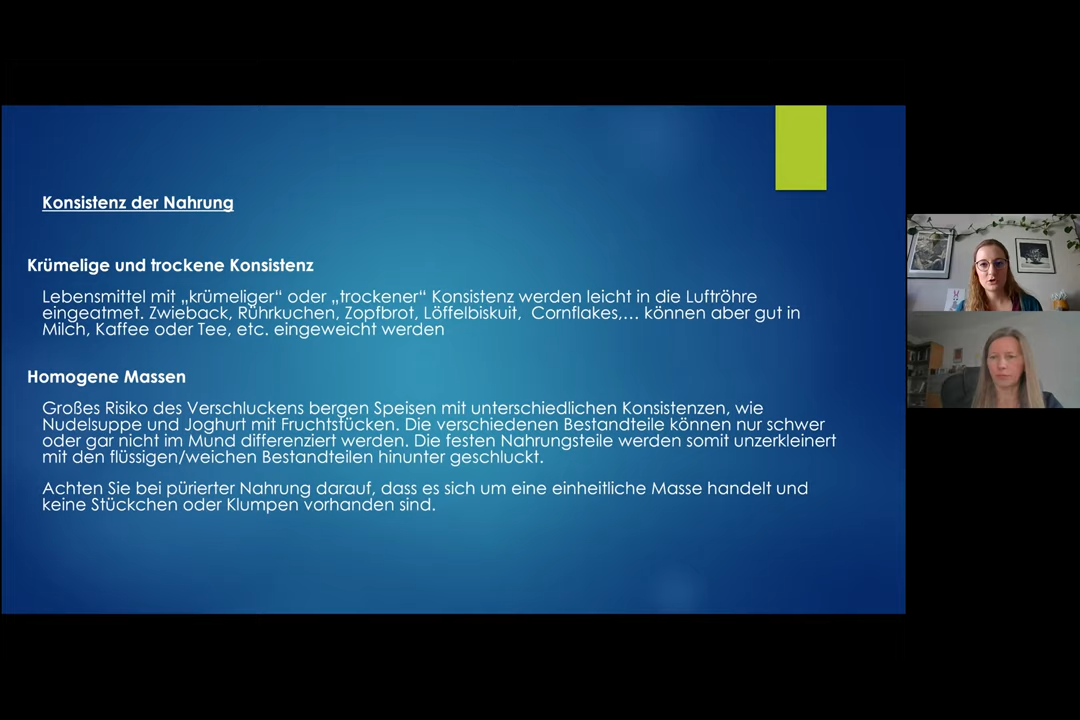 Konsistenz der Nahrung
Krümelige und trockene Konsistenz
Lebensmittel mit „krümeliger“ oder „trockener“ Konsistenz werden leicht in die Luftröhre
eingeatmet. Zwieback, Rührkuchen, Zopfbrot, Löffelbiskuit,  Cornflakes,… können aber gut in
Milch, Kaffee oder Tee, etc. eingeweicht werden
Homogene Massen
Großes Risiko des Verschluckens bergen Speisen mit unterschiedlichen Konsistenzen, wie
Nudelsuppe und Joghurt mit Fruchtstücken. Die verschiedenen Bestandteile können nur schwer
oder gar nicht im Mund differenziert werden. Die festen Nahrungsteile werden somit unzerkleinert
mit den flüssigen/weichen Bestandteilen hinunter geschluckt.
Achten Sie bei pürierter Nahrung darauf, dass es sich um eine einheitliche Masse handelt und
keine Stückchen oder Klumpen vorhanden sind.